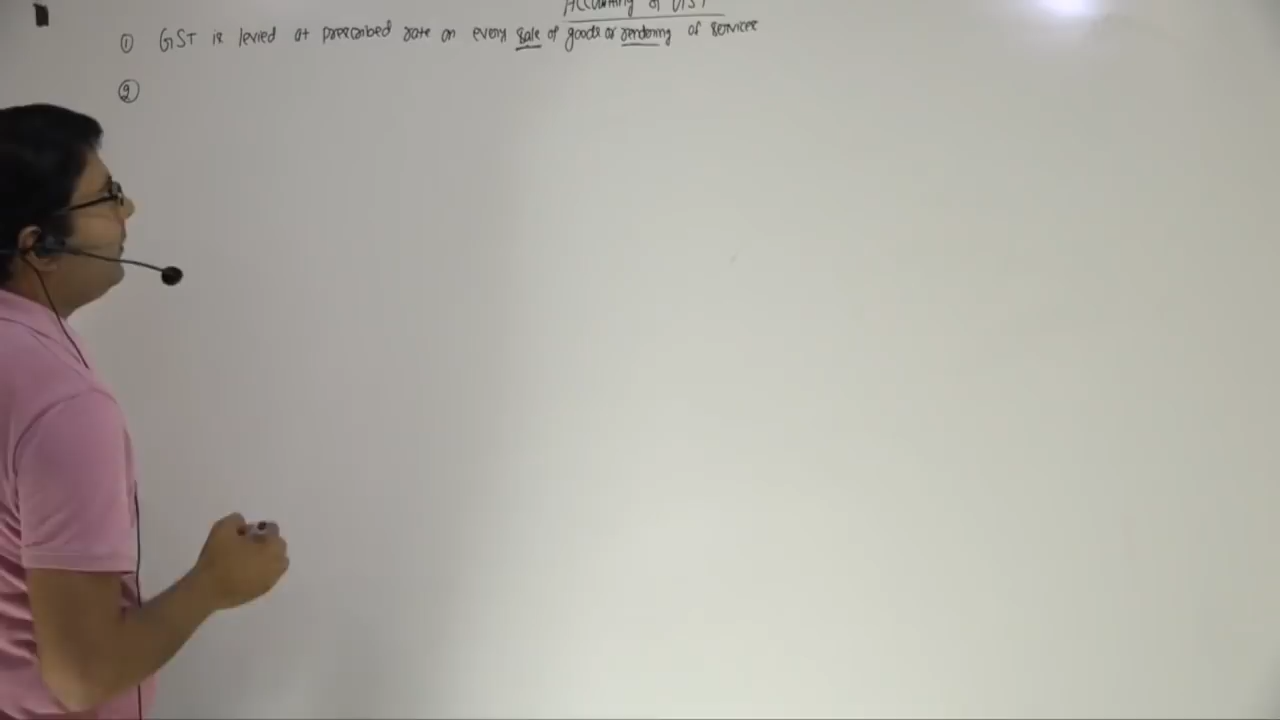 Accounting of GST
① GST is levied at prescribed rate on every sale of goods or rendering of services
②